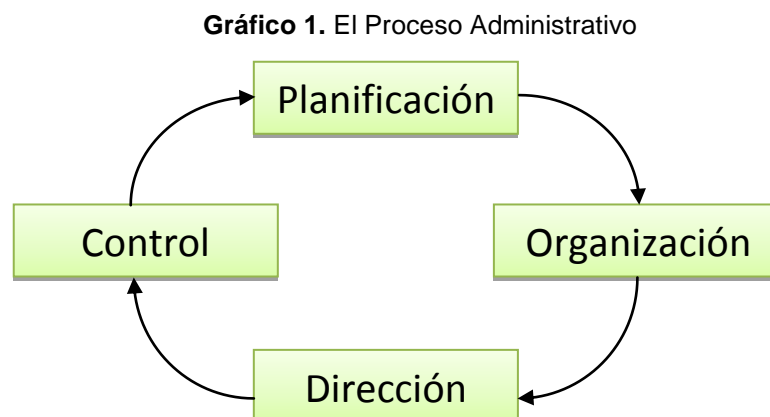 Gráfico 1. El Proceso Administrativo
Planificación
Control
Organización
Dirección